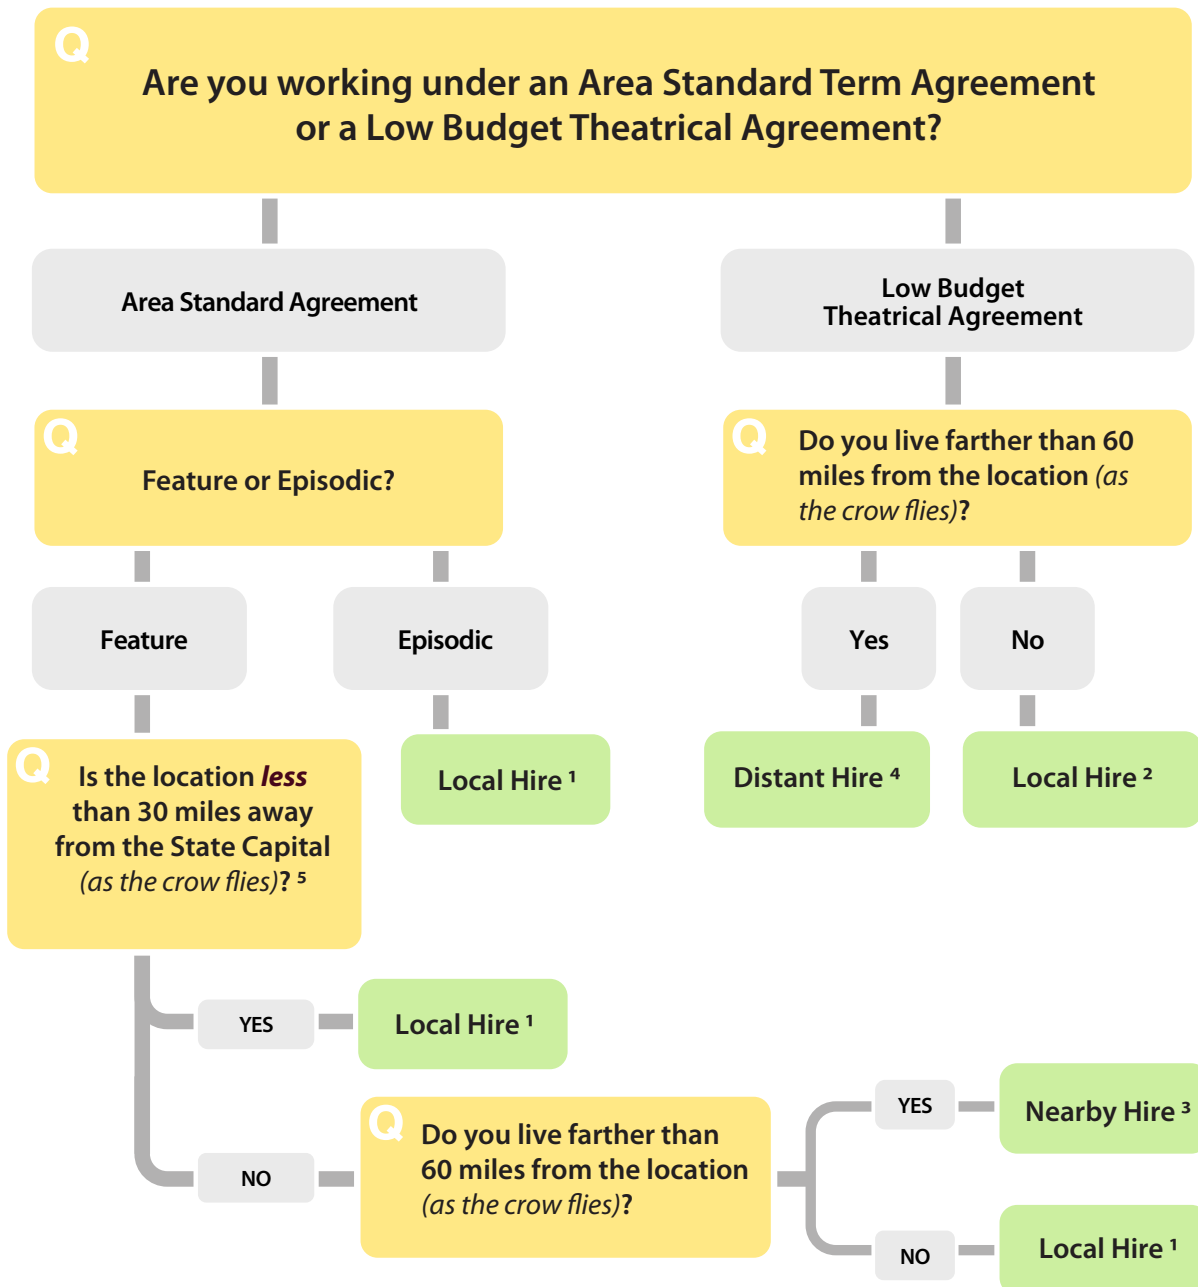 Q
Are you working under an Area Standard Term Agreement
or a Low Budget Theatrical Agreement?
Area Standard Agreement
Low Budget
Theatrical Agreement
Q
Feature or Episodic?
Q
Do you live farther than 60
miles from the location (as
the crow flies)?
Feature
Episodic
Yes
No
Q
Is the location less
than 30 miles away
from the State Capital
(as the crow flies)? ⁵
Local Hire ¹
Distant Hire ⁴
Local Hire ²
YES
Local Hire ¹
NO
Q
Do you live farther than
60 miles from the location
(as the crow flies)?
YES
Nearby Hire ³
NO
Local Hire ¹